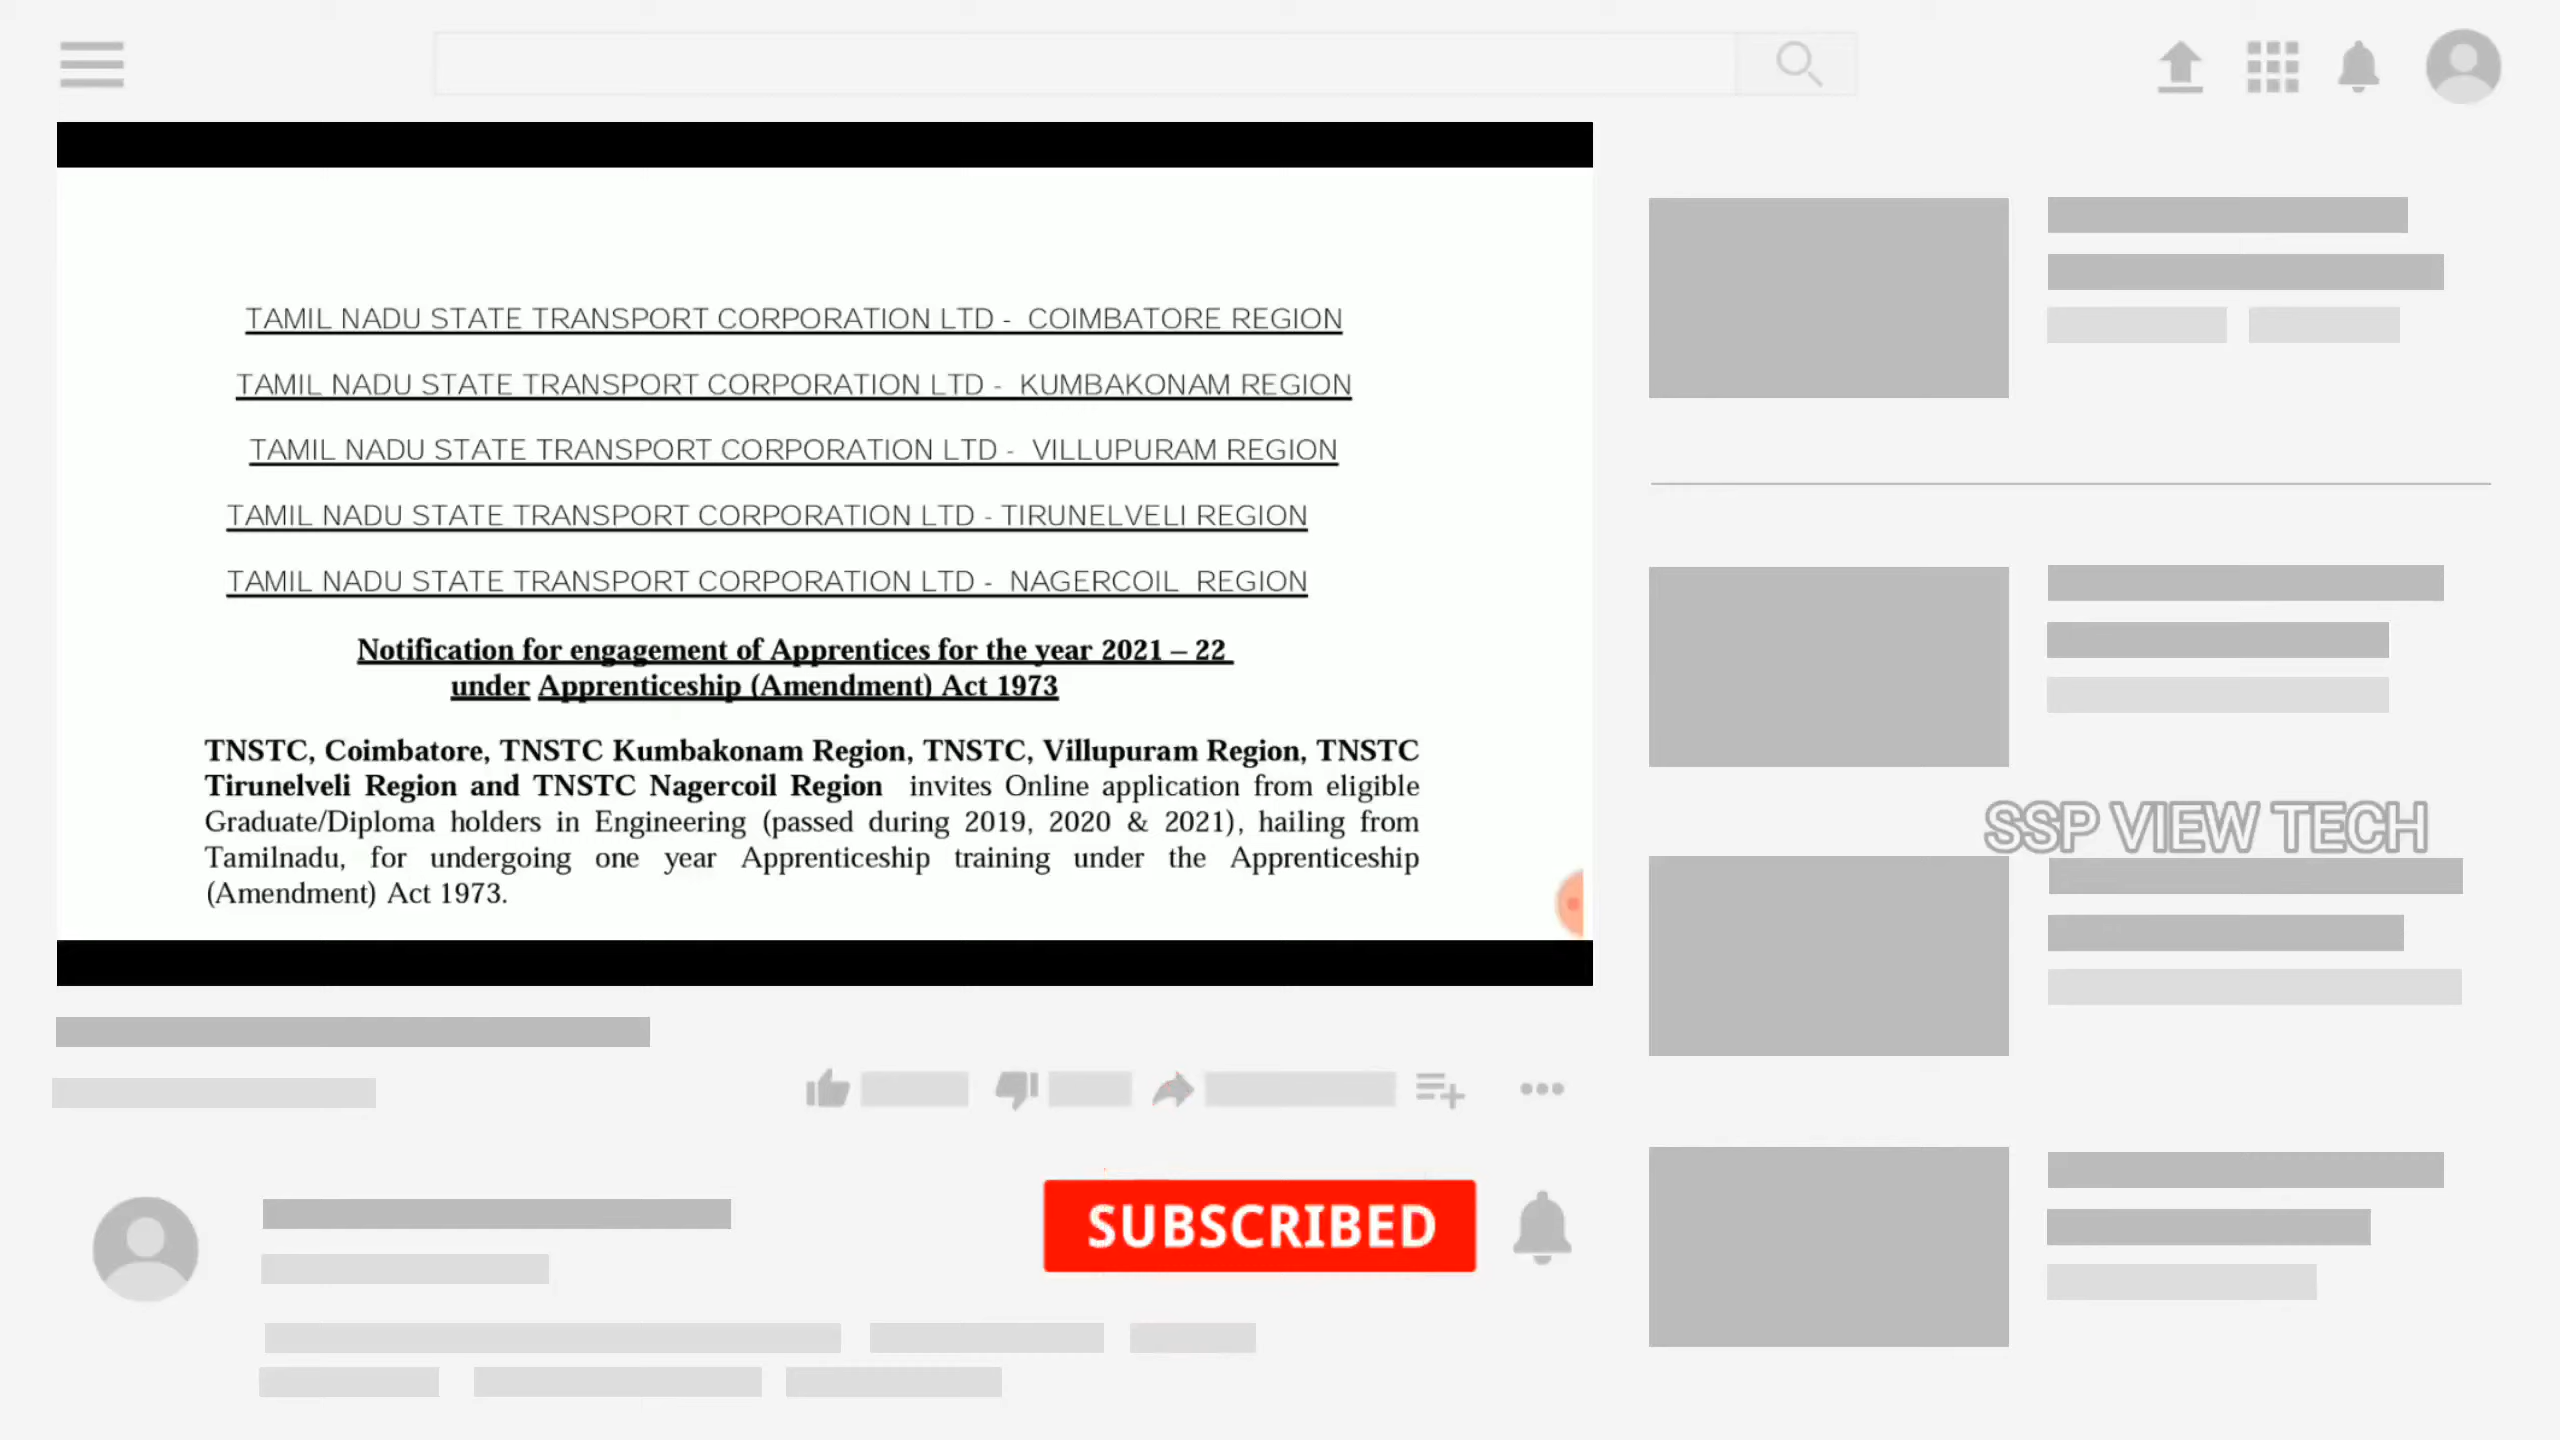 TAMIL NADU STATE TRANSPORT CORPORATION LTD - COIMBATORE REGION
TAMIL NADU STATE TRANSPORT CORPORATION LTD - KUMBAKONAM REGION
TAMIL NADU STATE TRANSPORT CORPORATION LTD - VILLUPURAM REGION
TAMIL NADU STATE TRANSPORT CORPORATION LTD - TIRUNELVELI REGION
TAMIL NADU STATE TRANSPORT CORPORATION LTD - NAGERCOIL REGION
Notification for engagement of Apprentices for the year 2021 – 22
under Apprenticeship (Amendment) Act 1973
TNSTC, Coimbatore, TNSTC Kumbakonam Region, TNSTC, Villupuram Region, TNSTC
Tirunelveli Region and TNSTC Nagercoil Region invites Online application from eligible
Graduate/Diploma holders in Engineering (passed during 2019, 2020 & 2021), hailing from
Tamilnadu, for undergoing one year Apprenticeship training under the Apprenticeship
(Amendment) Act 1973.
SSP VIEW TECH
SUBSCRIBED